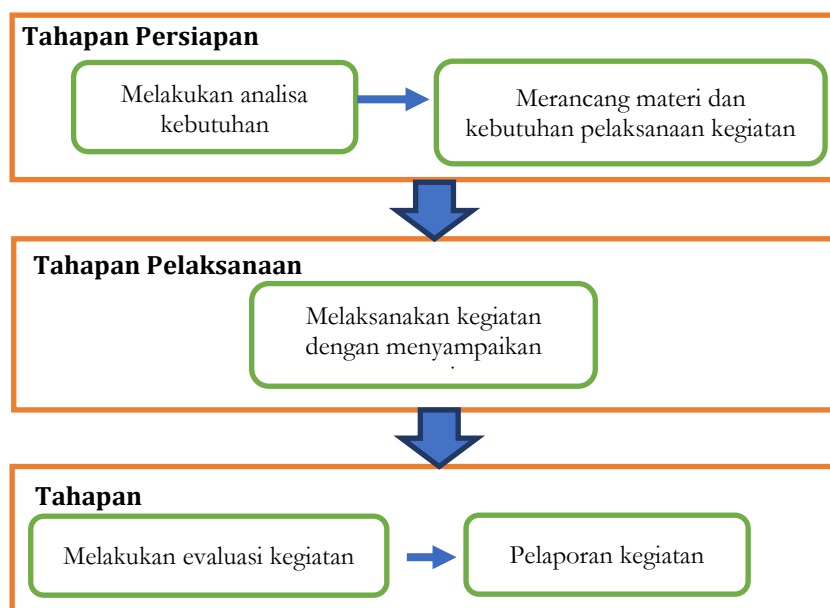 Tahapan Persiapan
Melakukan analisa
kebutuhan
Merancang materi dan
kebutuhan pelaksanaan kegiatan
Tahapan Pelaksanaan
Melaksanakan kegiatan
dengan menyampaikan
Tahapan
Melakukan evaluasi kegiatan
Pelaporan kegiatan